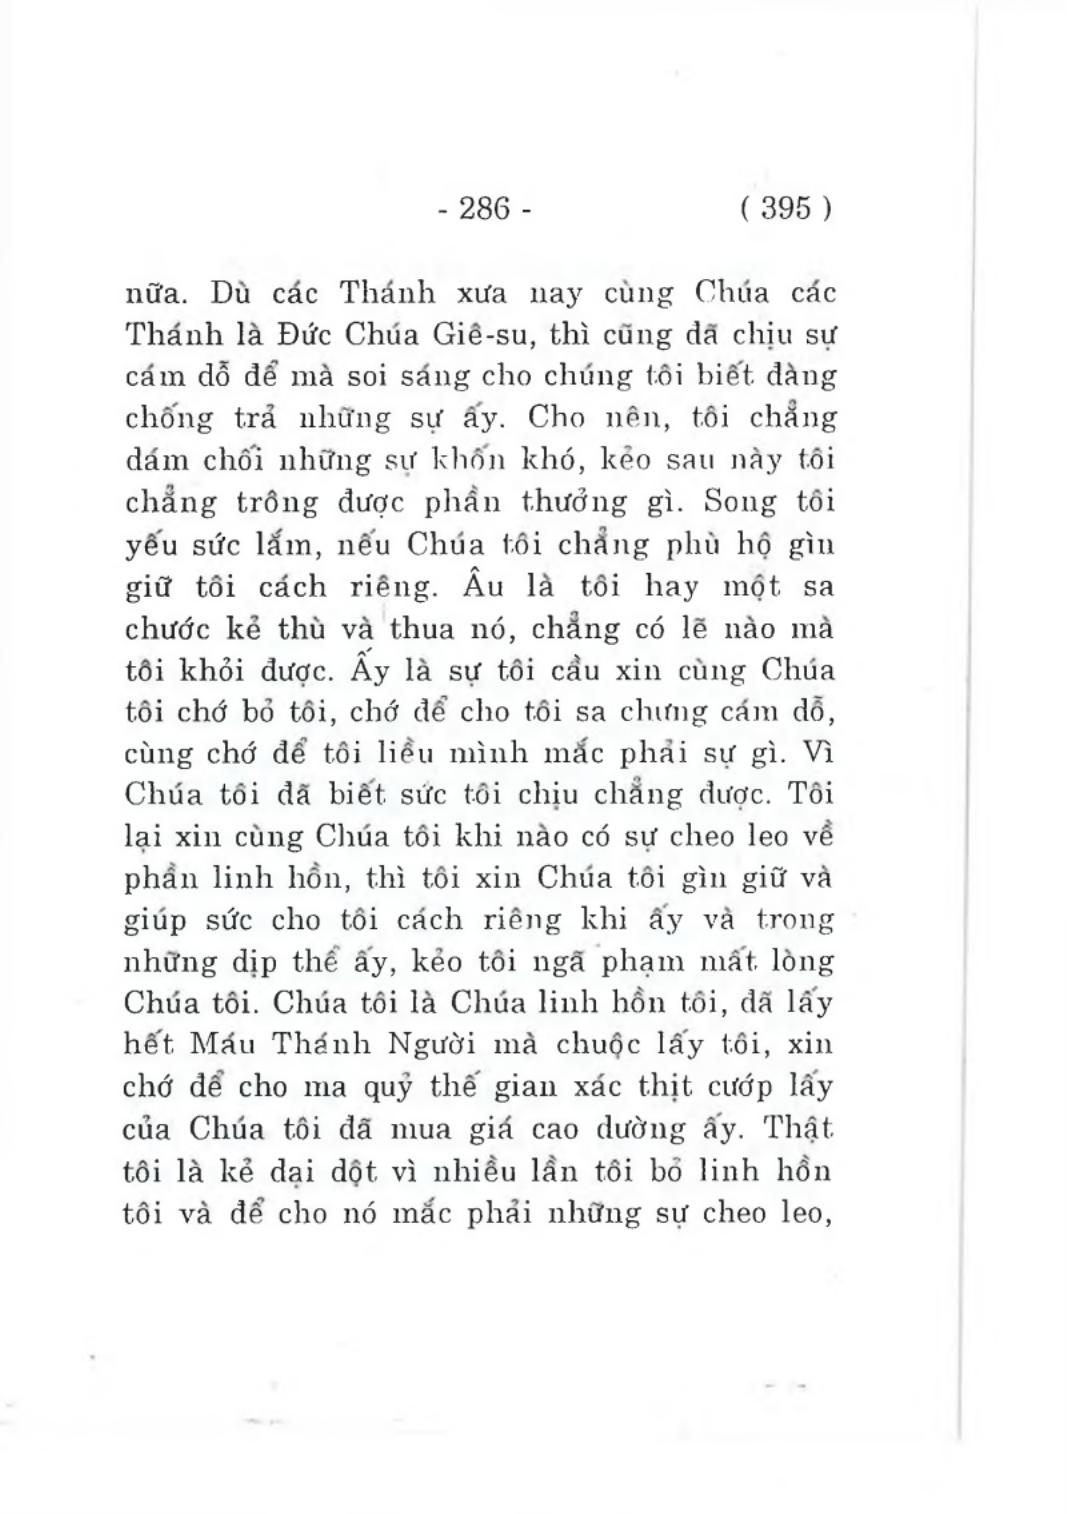 - 286 - ( 395 )
nữa. Dù các Thánh xưa nay cùng Chúa các
Thánh là Đức Chúa Giê-su, thì cũng đã chịu sự
cám dỗ để mà soi sáng cho chúng tôi biết đàng
chống trả những sự ấy. Cho nên, tôi chẳng
dám chối những sự khốn khó, kẻo sau này tôi
chẳng trông được phần thưởng gì. Song tôi
yếu sức lắm, nếu Chúa tôi chẳng phù hộ gìn
giữ tôi cách riêng. Âu là tôi hay một sa
chước kẻ thù và thua nó, chẳng có lẽ nào mà
tôi khỏi được. Ấy là sự tôi cầu xin cùng Chúa
tôi chớ bỏ tôi, chớ để cho tôi sa chưng cám dỗ,
cùng chớ để tôi liều mình mắc phải sự gì. Vì
Chúa tôi đã biết sức tôi chịu chẳng được. Tôi
lại xin cùng Chúa tôi khi nào có sự cheo leo về
phần linh hồn, thì tôi xin Chúa tôi gìn giữ và
giúp sức cho tôi cách riêng khi ấy và trong
những dịp thể ấy, kẻo tôi ngã phạm mất lòng
Chúa tôi. Chúa tôi là Chúa linh hồn tôi, đã lấy
hết Máu Thánh Người mà chuộc lấy tôi, xin
chớ để cho ma quỷ thế gian xác thịt cướp lấy
của Chúa tôi đã mua giá cao dường ấy. Thật
tôi là kẻ dại dột vì nhiều lần tôi bỏ linh hồn
tôi và để cho nó mắc phải những sự cheo leo,